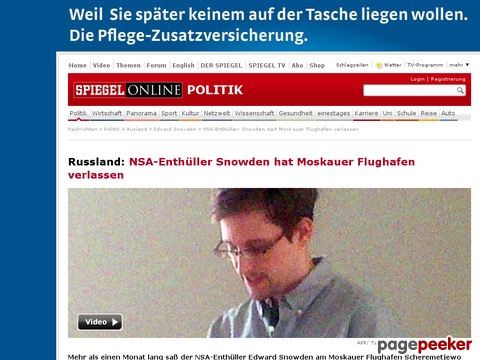 Weil Sie später keinem auf der Tasche liegen wollen.
Die Pflege-Zusatzversicherung.
Home Video Themen Forum English DER SPIEGEL SPIEGEL TV Abo Shop Schlagzeilen Wetter TV-Programm mehr
Login | Registrierung
SPIEGEL ONLINE POLITIK
Politik Wirtschaft Panorama Sport Kultur Netzwelt Wissenschaft Gesundheit einestages Karriere Uni Schule Reise Auto
Nachrichten > Politik > Ausland > Edward Snowden > NSA-Enthüller: Snowden darf Moskauer Flughafen verlassen
Russland: NSA-Enthüller Snowden hat Moskauer Flughafen
verlassen
Video
AFP/
pagepeeker
Mehr als einen Monat lang saß der NSA-Enthüller Edward Snowden am Moskauer Flughafen Scheremetjewo